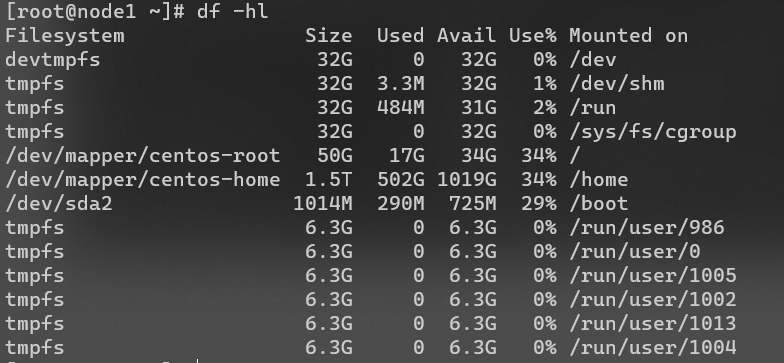 [root@node1 ~]# df -hl
Filesystem Size Used Avail Use% Mounted on
devtmpfs 32G 0 32G 0% /dev
tmpfs 32G 3.3M 32G 1% /dev/shm
tmpfs 32G 484M 31G 2% /run
tmpfs 32G 0 32G 0% /sys/fs/cgroup
/dev/mapper/centos-root 50G 17G 34G 34% /
/dev/mapper/centos-home 1.5T 502G 1019G 34% /home
/dev/sda2 1014M 290M 725M 29% /boot
tmpfs 6.3G 0 6.3G 0% /run/user/986
tmpfs 6.3G 0 6.3G 0% /run/user/0
tmpfs 6.3G 0 6.3G 0% /run/user/1005
tmpfs 6.3G 0 6.3G 0% /run/user/1002
tmpfs 6.3G 0 6.3G 0% /run/user/1013
tmpfs 6.3G 0 6.3G 0% /run/user/1004